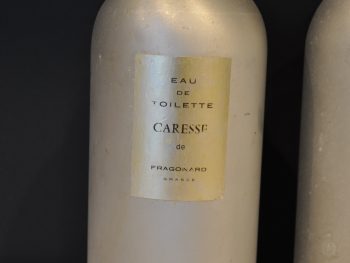 EAU
DE
TOILETTE
CARESSE
de
FRAGONARD
GRASSE